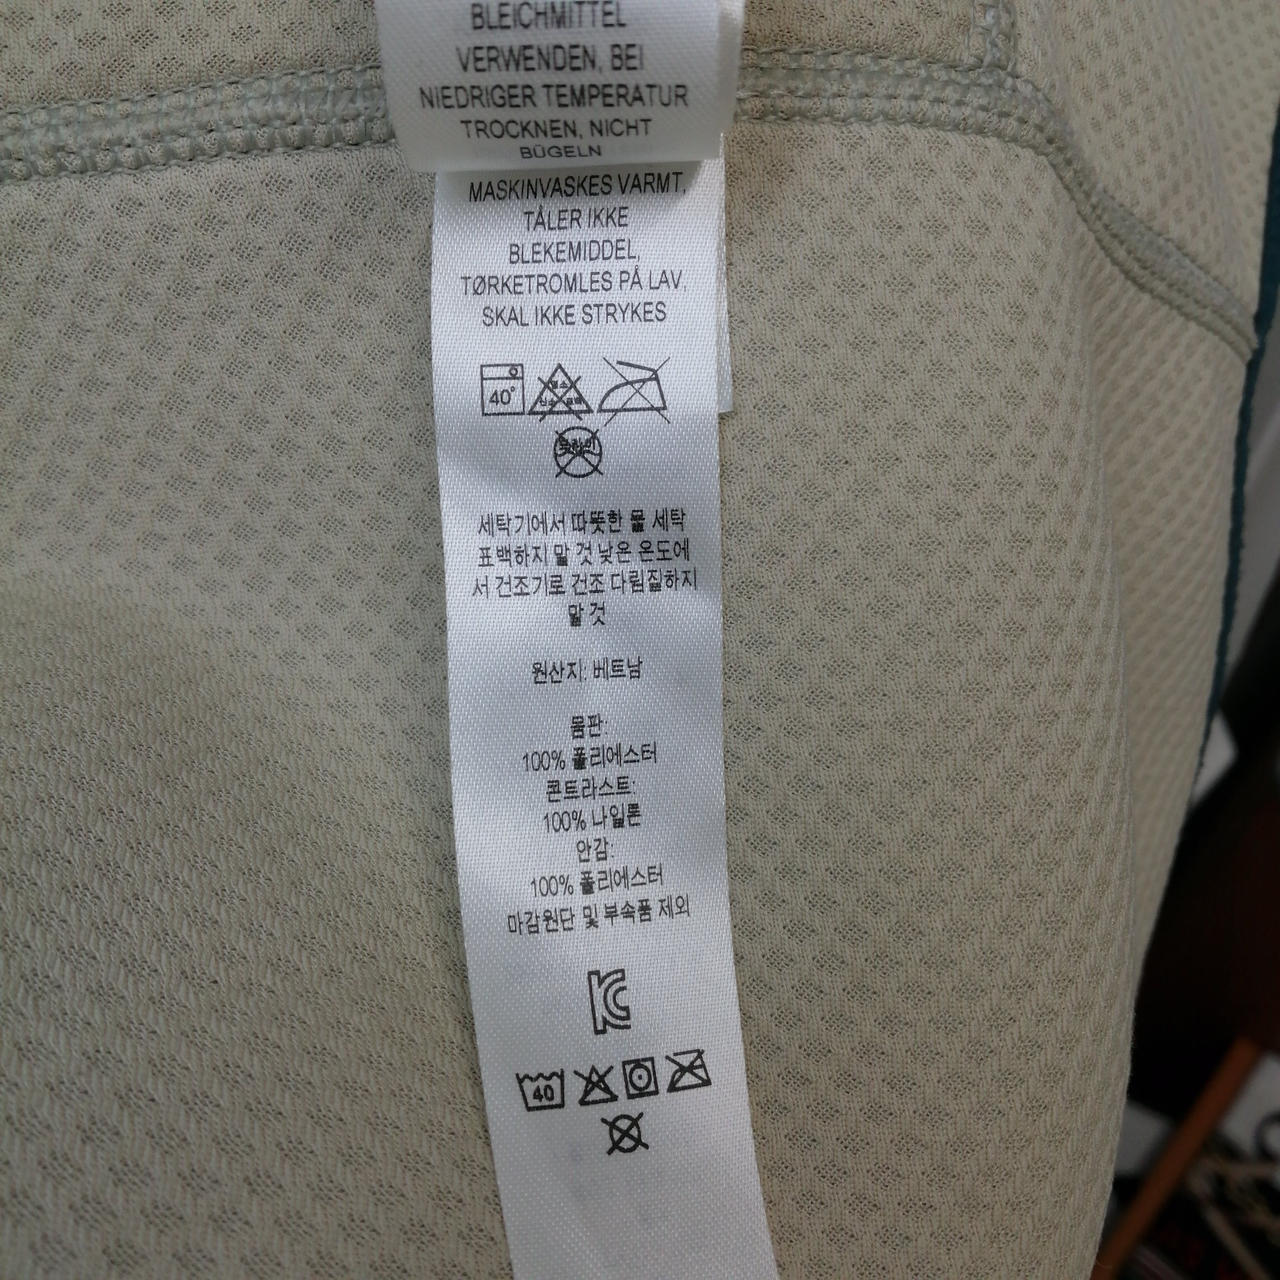 BLEICHMITTEL
VERWENDEN, BEI
NIEDRIGER TEMPERATUR
TROCKNEN, NICHT
BÜGELN
MASKINVASKES VARMT,
TÅLER IKKE
BLEKEMIDDEL,
TØRKETROMLES PÅ LAV,
SKAL IKKE STRYKES
40°
세탁기에서 따뜻한 물 세탁
표백하지 말 것 낮은 온도에
서 건조기로 건조 다림질하지
말 것
원산지: 베트남
몸판:
100% 폴리에스터
콘트라스트:
100% 나일론
안감:
100% 폴리에스터
마감원단 및 부속품 제외
KC
40